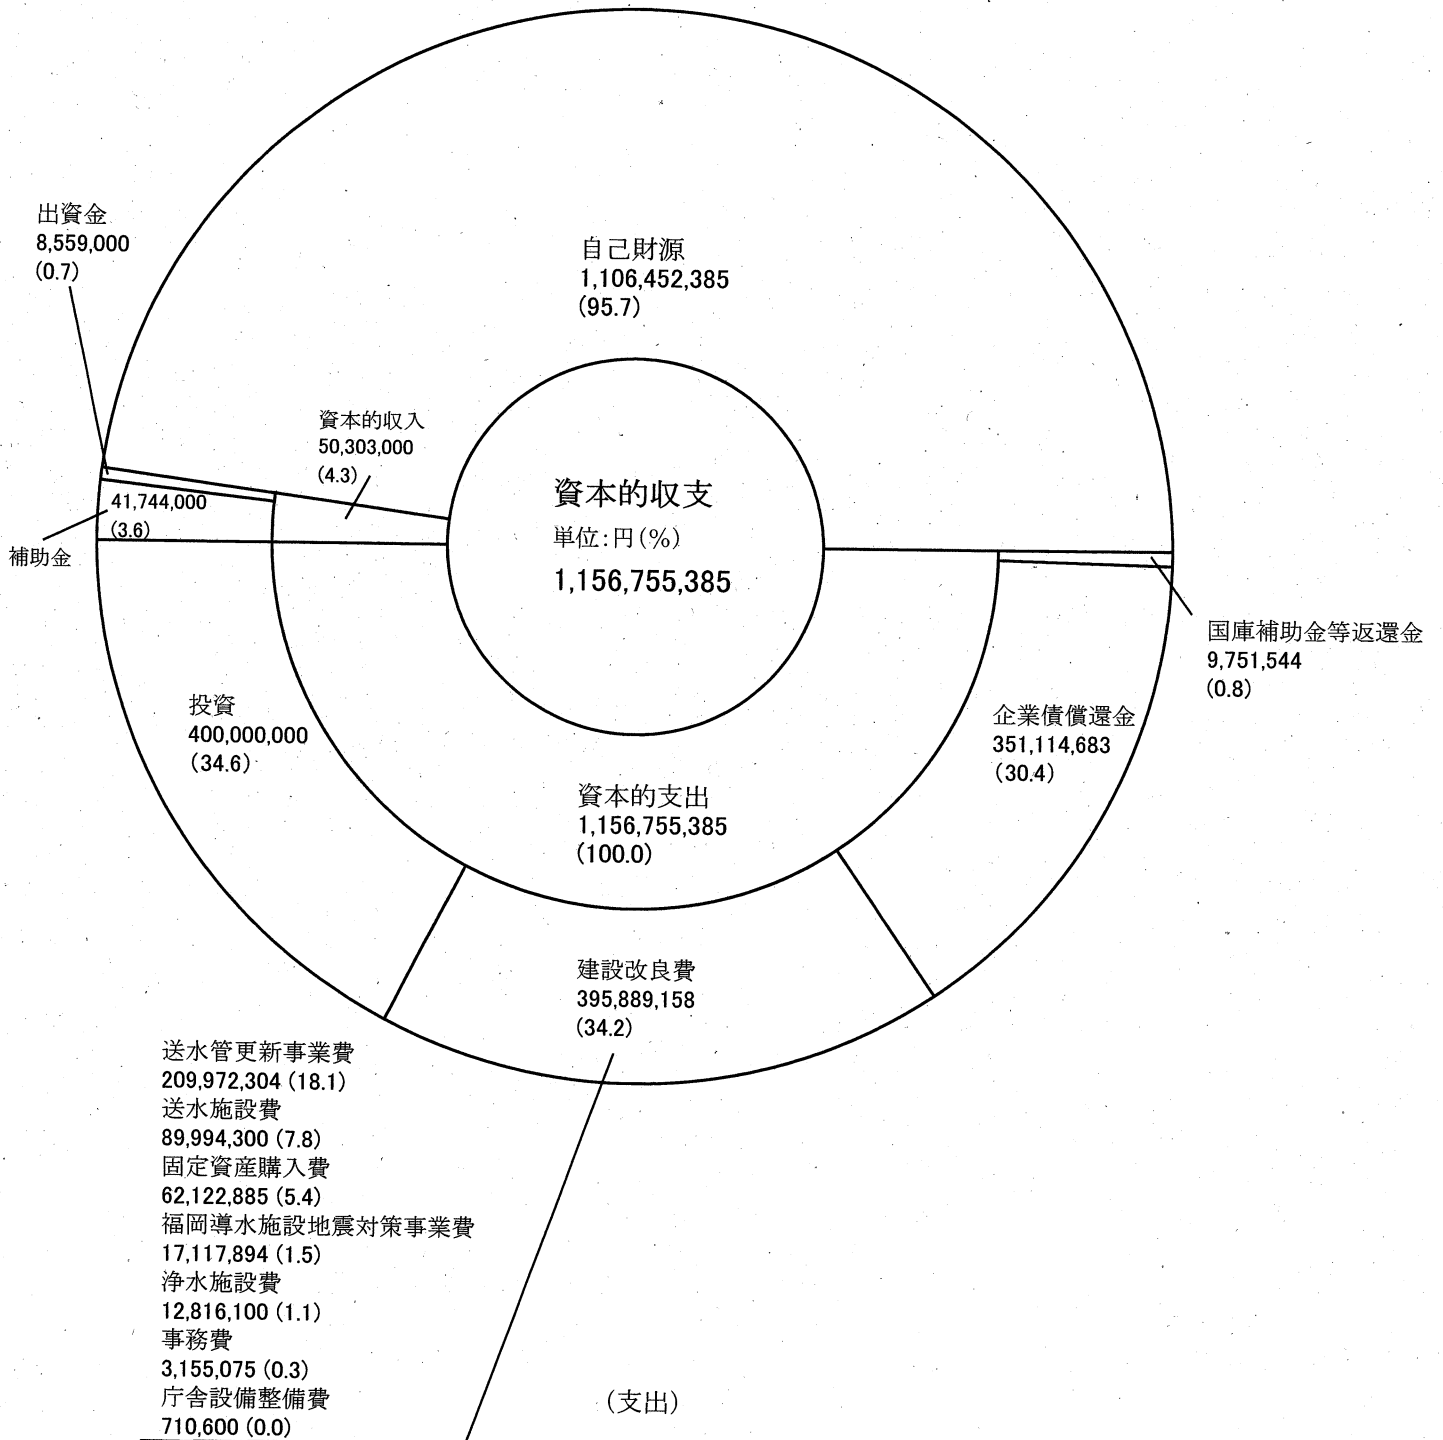 出資金
8,559,000
(0.7)
自己財源
1,106,452,385
(95.7)
資本的収入
50,303,000
(4.3)
41,744,000
(3.6)
補助金
資本的収支
単位:円(%)
1,156,755,385
国庫補助金等返還金
9,751,544
(0.8)
投資
400,000,000
(34.6)
企業債償還金
351,114,683
(30.4)
資本的支出
1,156,755,385
(100.0)
建設改良費
395,889,158
(34.2)
送水管更新事業費
209,972,304 (18.1)
送水施設費
89,994,300 (7.8)
固定資産購入費
62,122,885 (5.4)
福岡導水施設地震対策事業費
17,117,894 (1.5)
浄水施設費
12,816,100 (1.1)
事務費
3,155,075 (0.3)
庁舎設備整備費
710,600 (0.0)
(支出)